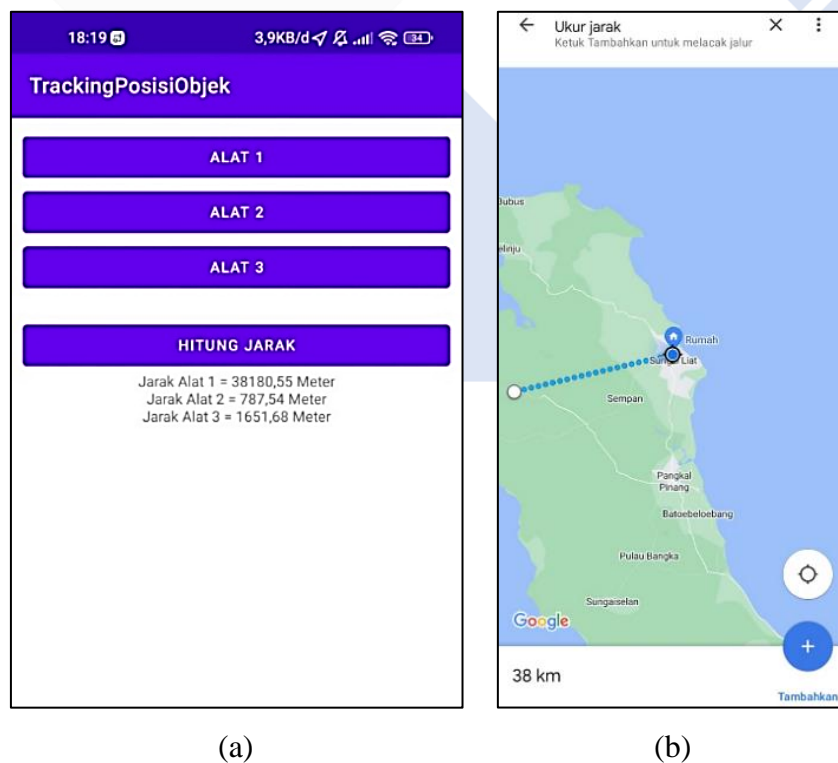 18:19
3,9KB/d
34
TrackingPosisiObjek
ALAT 1
ALAT 2
ALAT 3
HITUNG JARAK
Jarak Alat 1 = 38180,55 Meter
Jarak Alat 2 = 787,54 Meter
Jarak Alat 3 = 1651,68 Meter
(a)
Ukur jarak
Ketuk Tambahkan untuk melacak jalur
Rumah
Sempan
Pangkal
Pinang
Batoebeloebang
Pulau Bangka
Sungaiselan
Google
38 km
Tambahkan
(b)